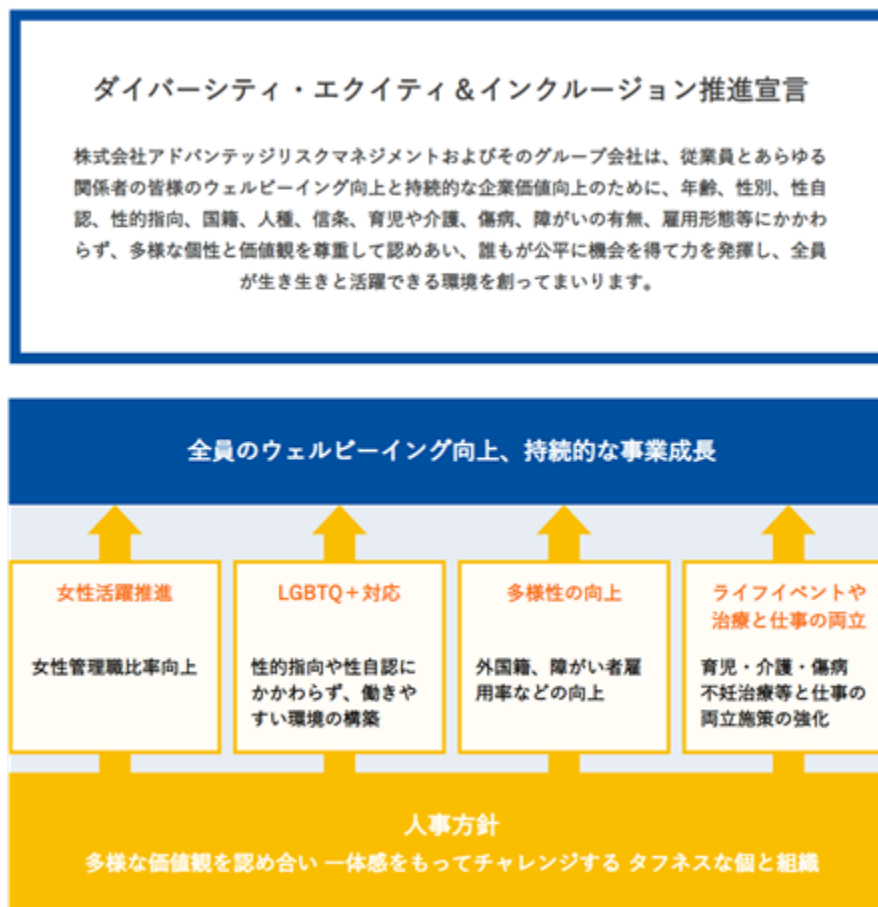 ダイバーシティ・エクイティ＆インクルージョン推進宣言
株式会社アドバンテッジリスクマネジメントおよびそのグループ会社は、従業員とあらゆる
関係者の皆様のウェルビーイング向上と持続的な企業価値向上のために、年齢、性別、性自
認、性的指向、国籍、人種、信条、育児や介護、傷病、障がいの有無、雇用形態等にかかわ
らず、多様な個性と価値観を尊重して認めあい、誰もが公平に機会を得て力を発揮し、全員
が生き生きと活躍できる環境を創ってまいります。
全員のウェルビーイング向上、持続的な事業成長
女性活躍推進
女性管理職比率向上
LGBTQ＋対応
性的指向や性自認に
かかわらず、働きや
すい環境の構築
多様性の向上
外国籍、障がい者雇
用率などの向上
ライフイベントや
治療と仕事の両立
育児・介護・傷病
不妊治療等と仕事の
両立施策の強化
人事方針
多様な価値観を認め合い 一体感をもってチャレンジする タフネスな個と組織